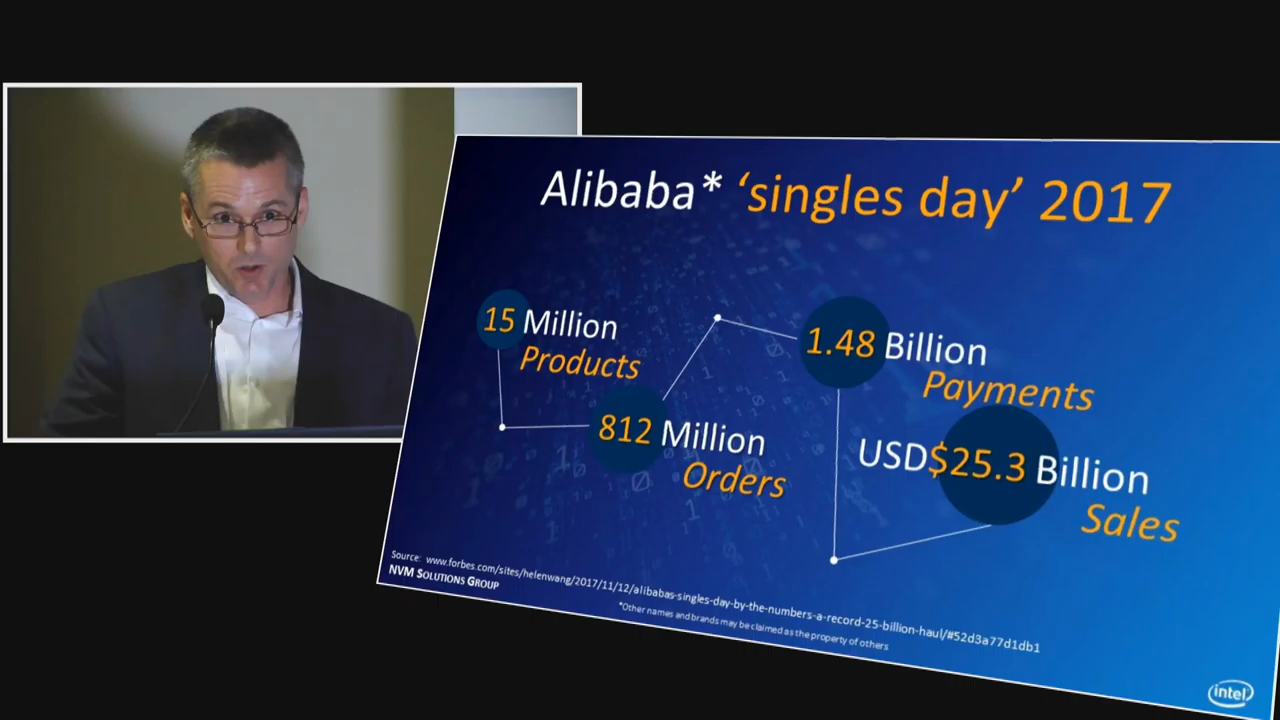 Alibaba* ‘singles day’ 2017
15 Million
Products
812 Million
Orders
1.48 Billion
Payments
USD$25.3 Billion
Sales
Source: www.forbes.com/sites/helenwang/2017/11/12/alibabas-singles-day-by-the-numbers-a-record-25-billion-haul/#52d3a77d1db1
NVM SOLUTIONS GROUP
*Other names and brands may be claimed as the property of others
intel